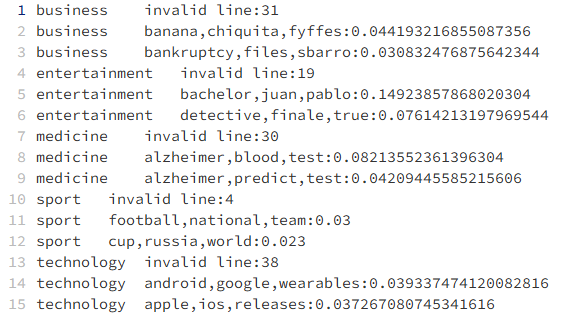 1 business invalid line:31
2 business banana,chiquita,fyffes:0.044193216855087356
3 business bankruptcy,files,sbarro:0.030832476875642344
4 entertainment invalid line:19
5 entertainment bachelor,juan,pablo:0.14923857868020304
6 entertainment detective,finale,true:0.07614213197969544
7 medicine invalid line:30
8 medicine alzheimer,blood,test:0.08213552361396304
9 medicine alzheimer,predict,test:0.04209445585215606
10 sport invalid line:4
11 sport football,national,team:0.03
12 sport cup,russia,world:0.023
13 technology invalid line:38
14 technology android,google,wearables:0.039337474120082816
15 technology apple,ios,releases:0.037267080745341616